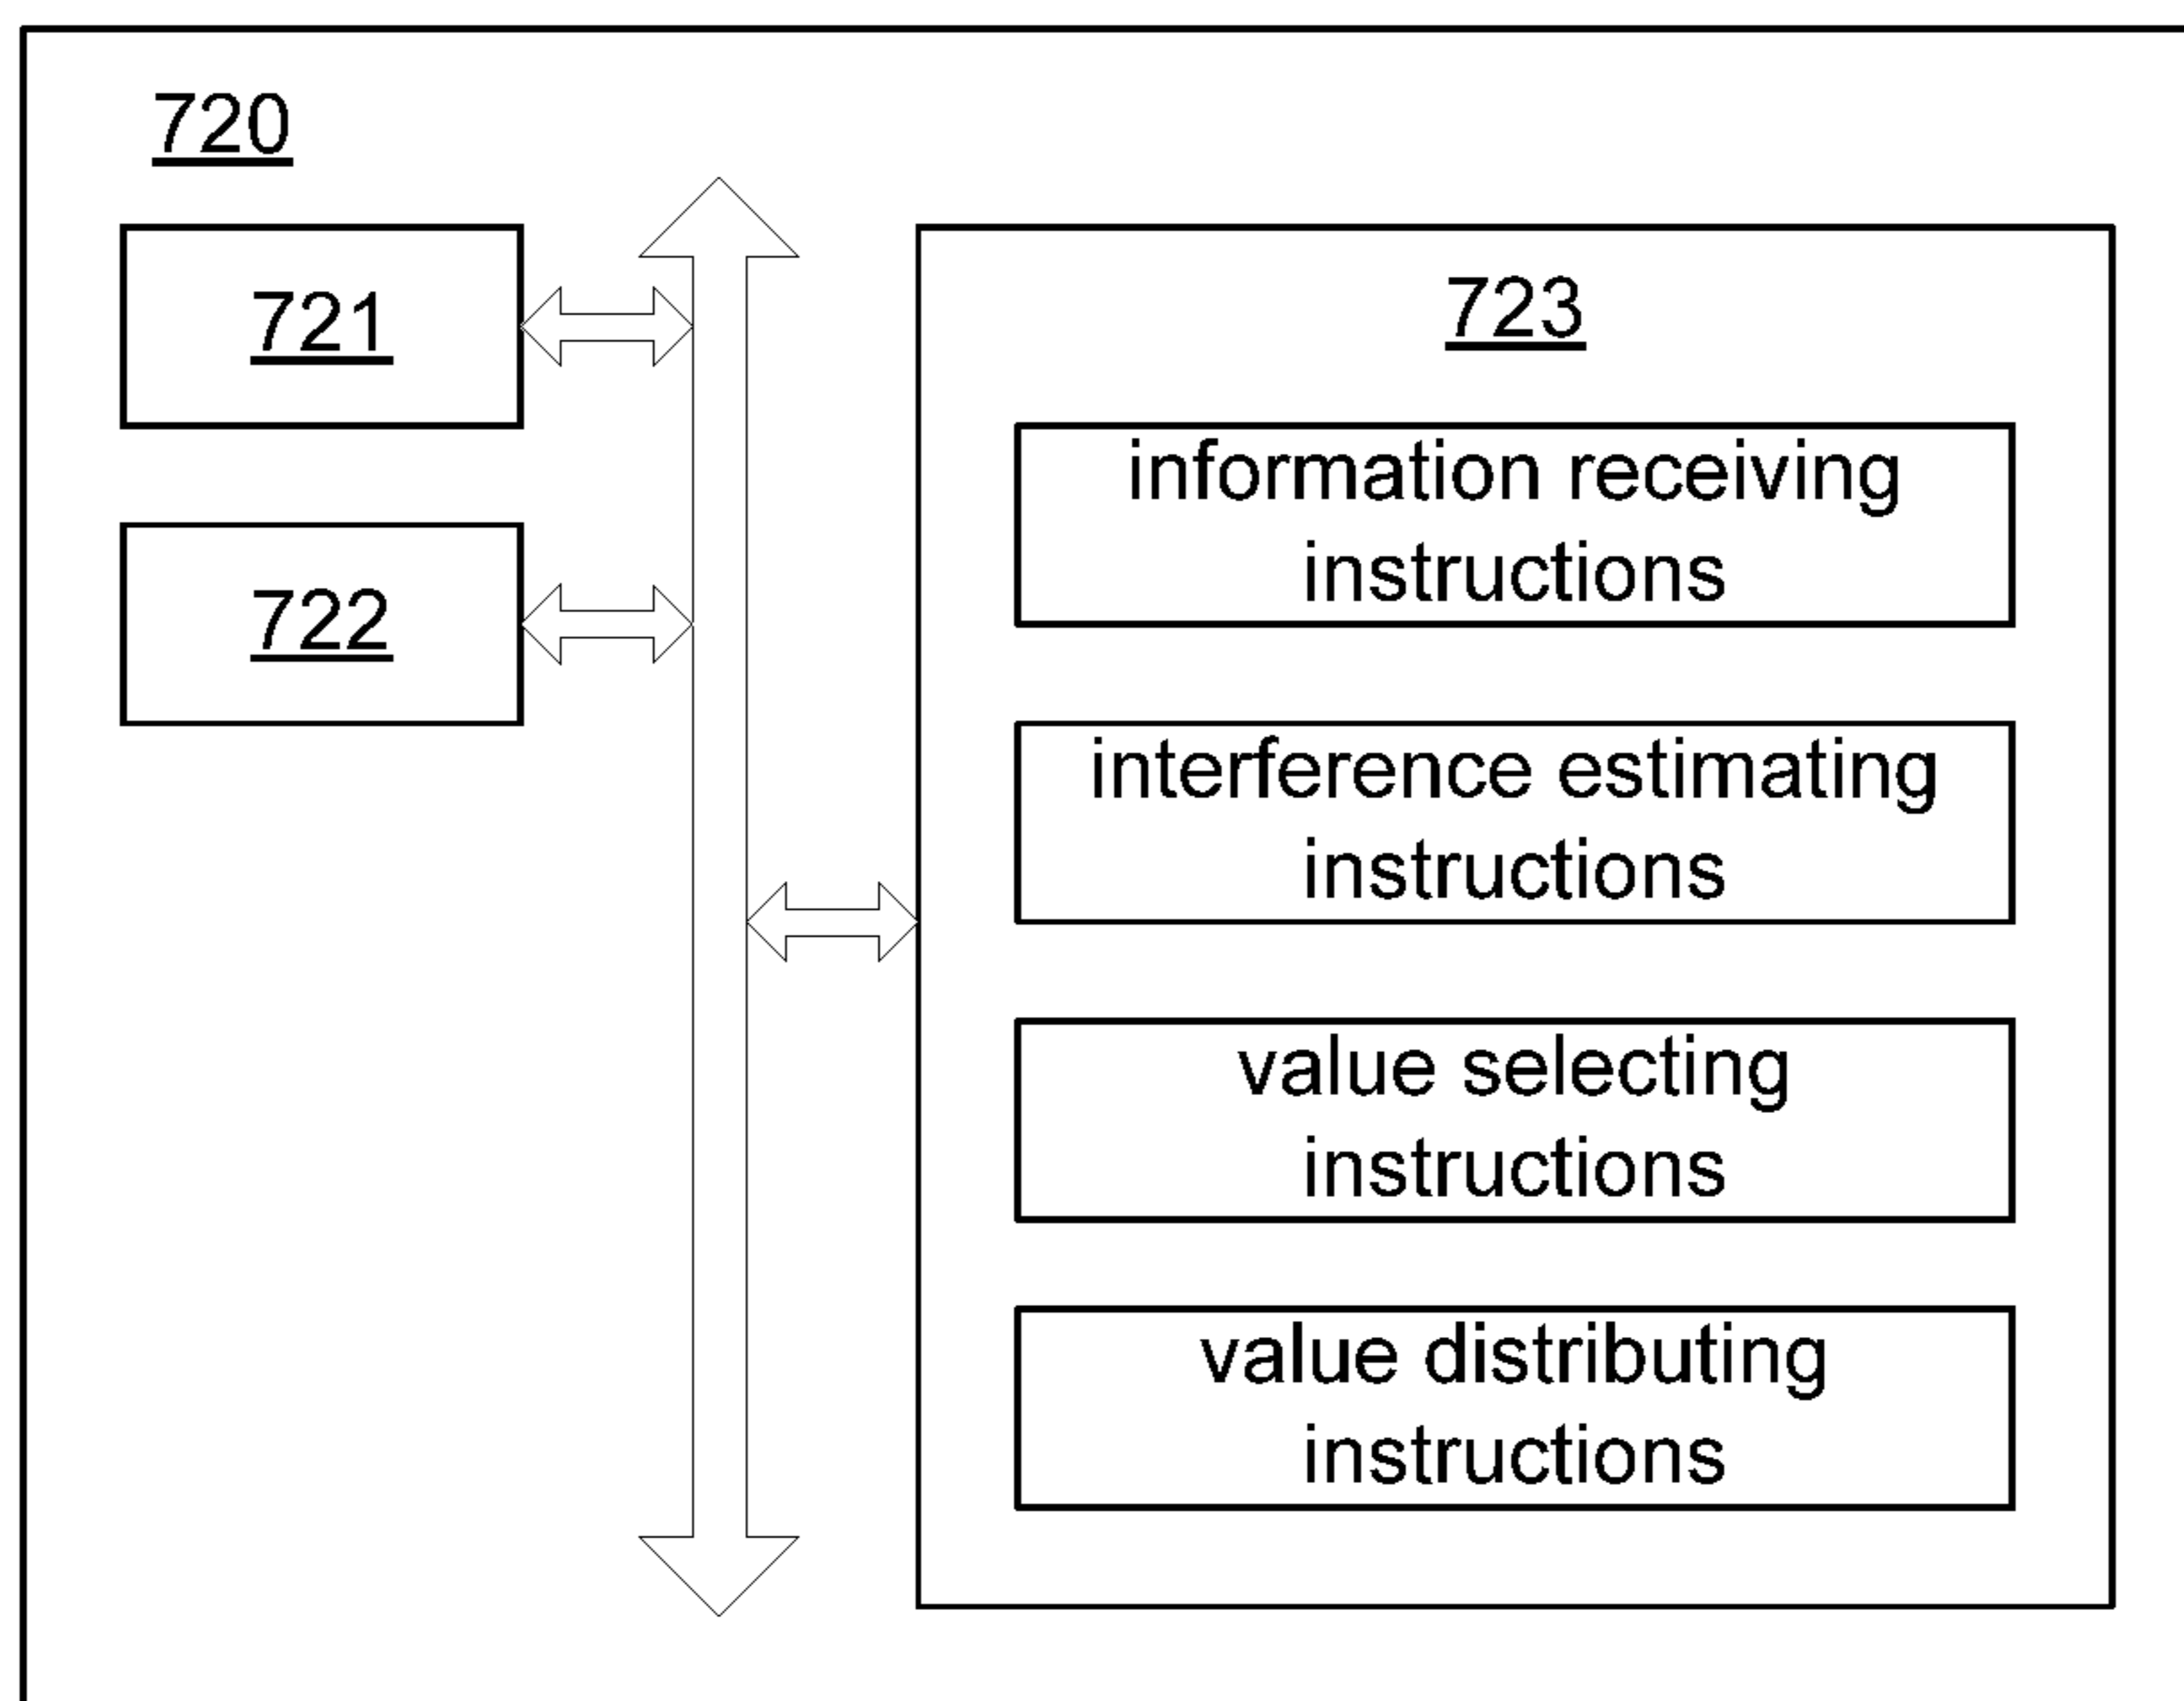 720
721
722
723
information receiving
instructions
interference estimating
instructions
value selecting
instructions
value distributing
instructions